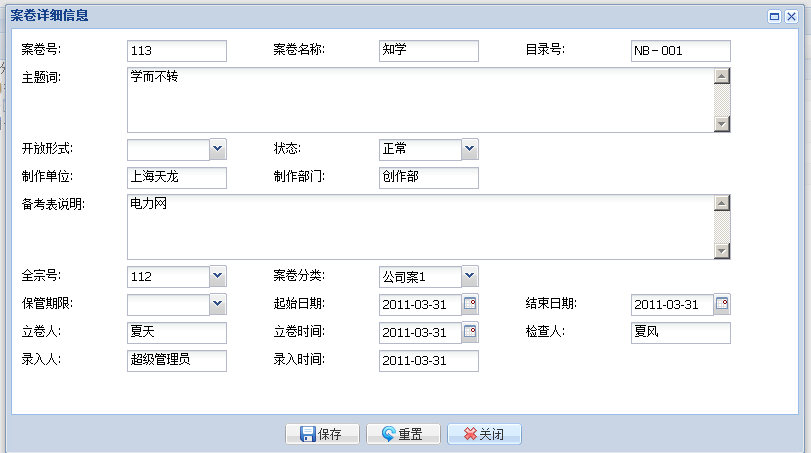 案卷详细信息
案卷号: 113 案卷名称: 知学 目录号: NB-001
主题词: 学而不转
开放形式: 状态: 正常
制作单位: 上海天龙 制作部门: 创作部
备考表说明: 电力网
全宗号: 112 案卷分类: 公司案1
保管期限: 起始日期: 2011-03-31 结束日期: 2011-03-31
立卷人: 夏天 立卷时间: 2011-03-31 检查人: 夏风
录入人: 超级管理员 录入时间: 2011-03-31
保存 重置 关闭